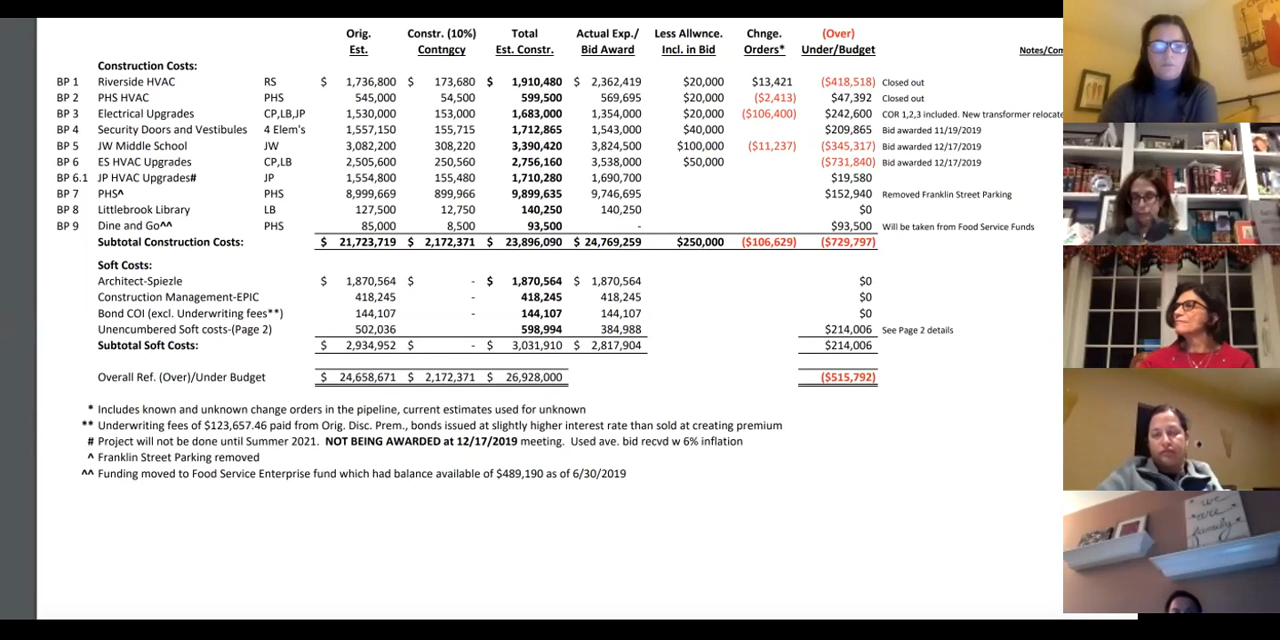 Orig. Constr. (10%) Total Actual Exp./ Less Allwnce. Chnge. (Over)
Est. Contngcy Est. Constr. Bid Award Incl. in Bid Orders* Under/Budget Notes/Com
Construction Costs:
BP 1 Riverside HVAC RS $ 1,736,800 $ 173,680 $ 1,910,480 $ 2,362,419 $20,000 $13,421 ($418,518) Closed out
BP 2 PHS HVAC PHS 545,000 54,500 599,500 569,695 $20,000 ($2,413) $47,392 Closed out
BP 3 Electrical Upgrades CP,LB,JP 1,530,000 153,000 1,683,000 1,354,000 $20,000 ($106,400) $242,600 COR 1,2,3 included. New transformer relocate
BP 4 Security Doors and Vestibules 4 Elem's 1,557,150 155,715 1,712,865 1,543,000 $40,000 $209,865 Bid awarded 11/19/2019
BP 5 JW Middle School JW 3,082,200 308,220 3,390,420 3,824,500 $100,000 ($11,237) ($345,317) Bid awarded 12/17/2019
BP 6 ES HVAC Upgrades CP,LB 2,505,600 250,560 2,756,160 3,538,000 $50,000 ($731,840) Bid awarded 12/17/2019
BP 6.1 JP HVAC Upgrades# JP 1,554,800 155,480 1,710,280 1,690,700 $19,580
BP 7 PHS^ PHS 8,999,669 899,966 9,899,635 9,746,695 $152,940 Removed Franklin Street Parking
BP 8 Littlebrook Library LB 127,500 12,750 140,250 140,250 $0
BP 9 Dine and Go^^ PHS 85,000 8,500 93,500 - $93,500 Will be taken from Food Service Funds
Subtotal Construction Costs: $ 21,723,719 $ 2,172,371 $ 23,896,090 $ 24,769,259 $250,000 ($106,629) ($729,797)
Soft Costs:
Architect-Spiezle $ 1,870,564 $ - $ 1,870,564 $ 1,870,564 $0
Construction Management-EPIC 418,245 - 418,245 418,245 $0
Bond COI (excl. Underwriting fees**) 144,107 - 144,107 144,107 $0
Unencumbered Soft costs-(Page 2) 502,036 598,994 384,988 $214,006 See Page 2 details
Subtotal Soft Costs: $ 2,934,952 $ - $ 3,031,910 $ 2,817,904 $214,006
Overall Ref. (Over)/Under Budget $ 24,658,671 $ 2,172,371 $ 26,928,000 ($515,792)
* Includes known and unknown change orders in the pipeline, current estimates used for unknown
** Underwriting fees of $123,657.46 paid from Orig. Disc. Prem., bonds issued at slightly higher interest rate than sold at creating premium
# Project will not be done until Summer 2021. NOT BEING AWARDED at 12/17/2019 meeting. Used ave. bid recvd w 6% inflation
^ Franklin Street Parking removed
^^ Funding moved to Food Service Enterprise fund which had balance available of $489,190 as of 6/30/2019
we
are
family